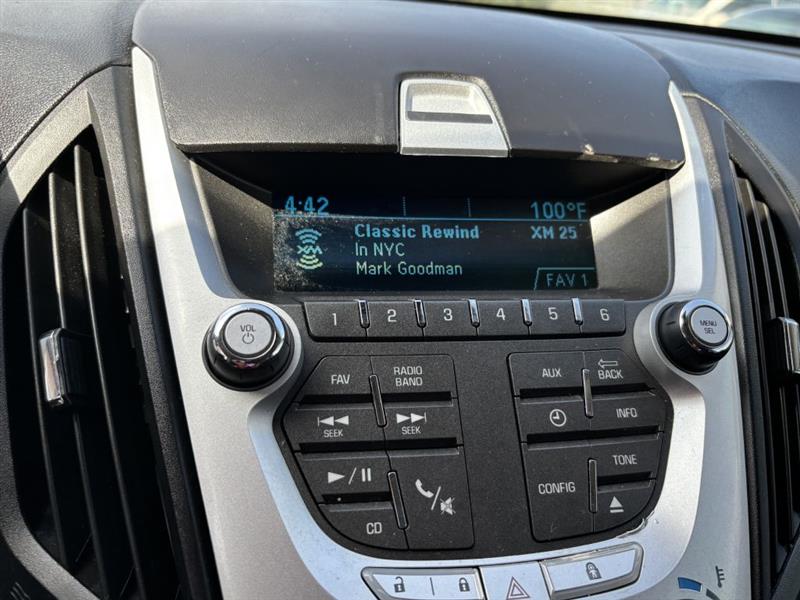 4:42 100°F
Classic Rewind XM 25
XM In NYC
Mark Goodman
FAV 1
1 2 3 4 5 6
VOL
MENU
SEL
FAV RADIO BAND AUX BACK
SEEK SEEK INFO
CONFIG TONE
CD